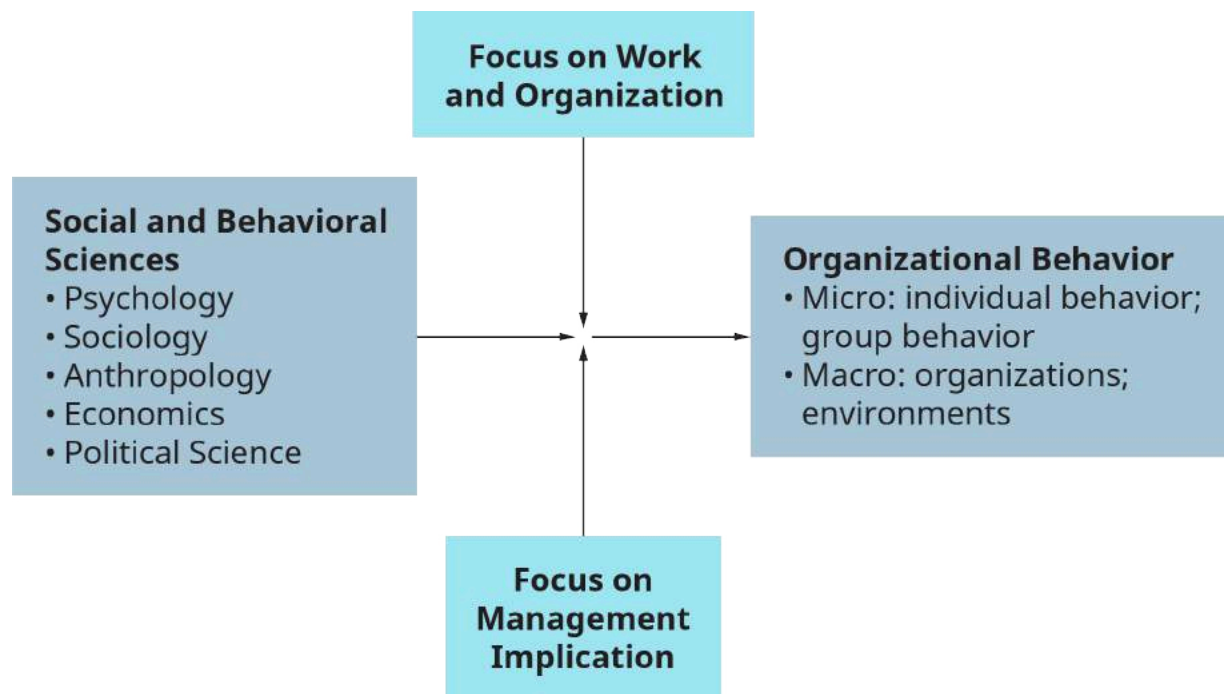 Focus on Work
and Organization
Social and Behavioral
Sciences
• Psychology
• Sociology
• Anthropology
• Economics
• Political Science
Organizational Behavior
• Micro: individual behavior;
group behavior
• Macro: organizations;
environments
Focus on
Management
Implication